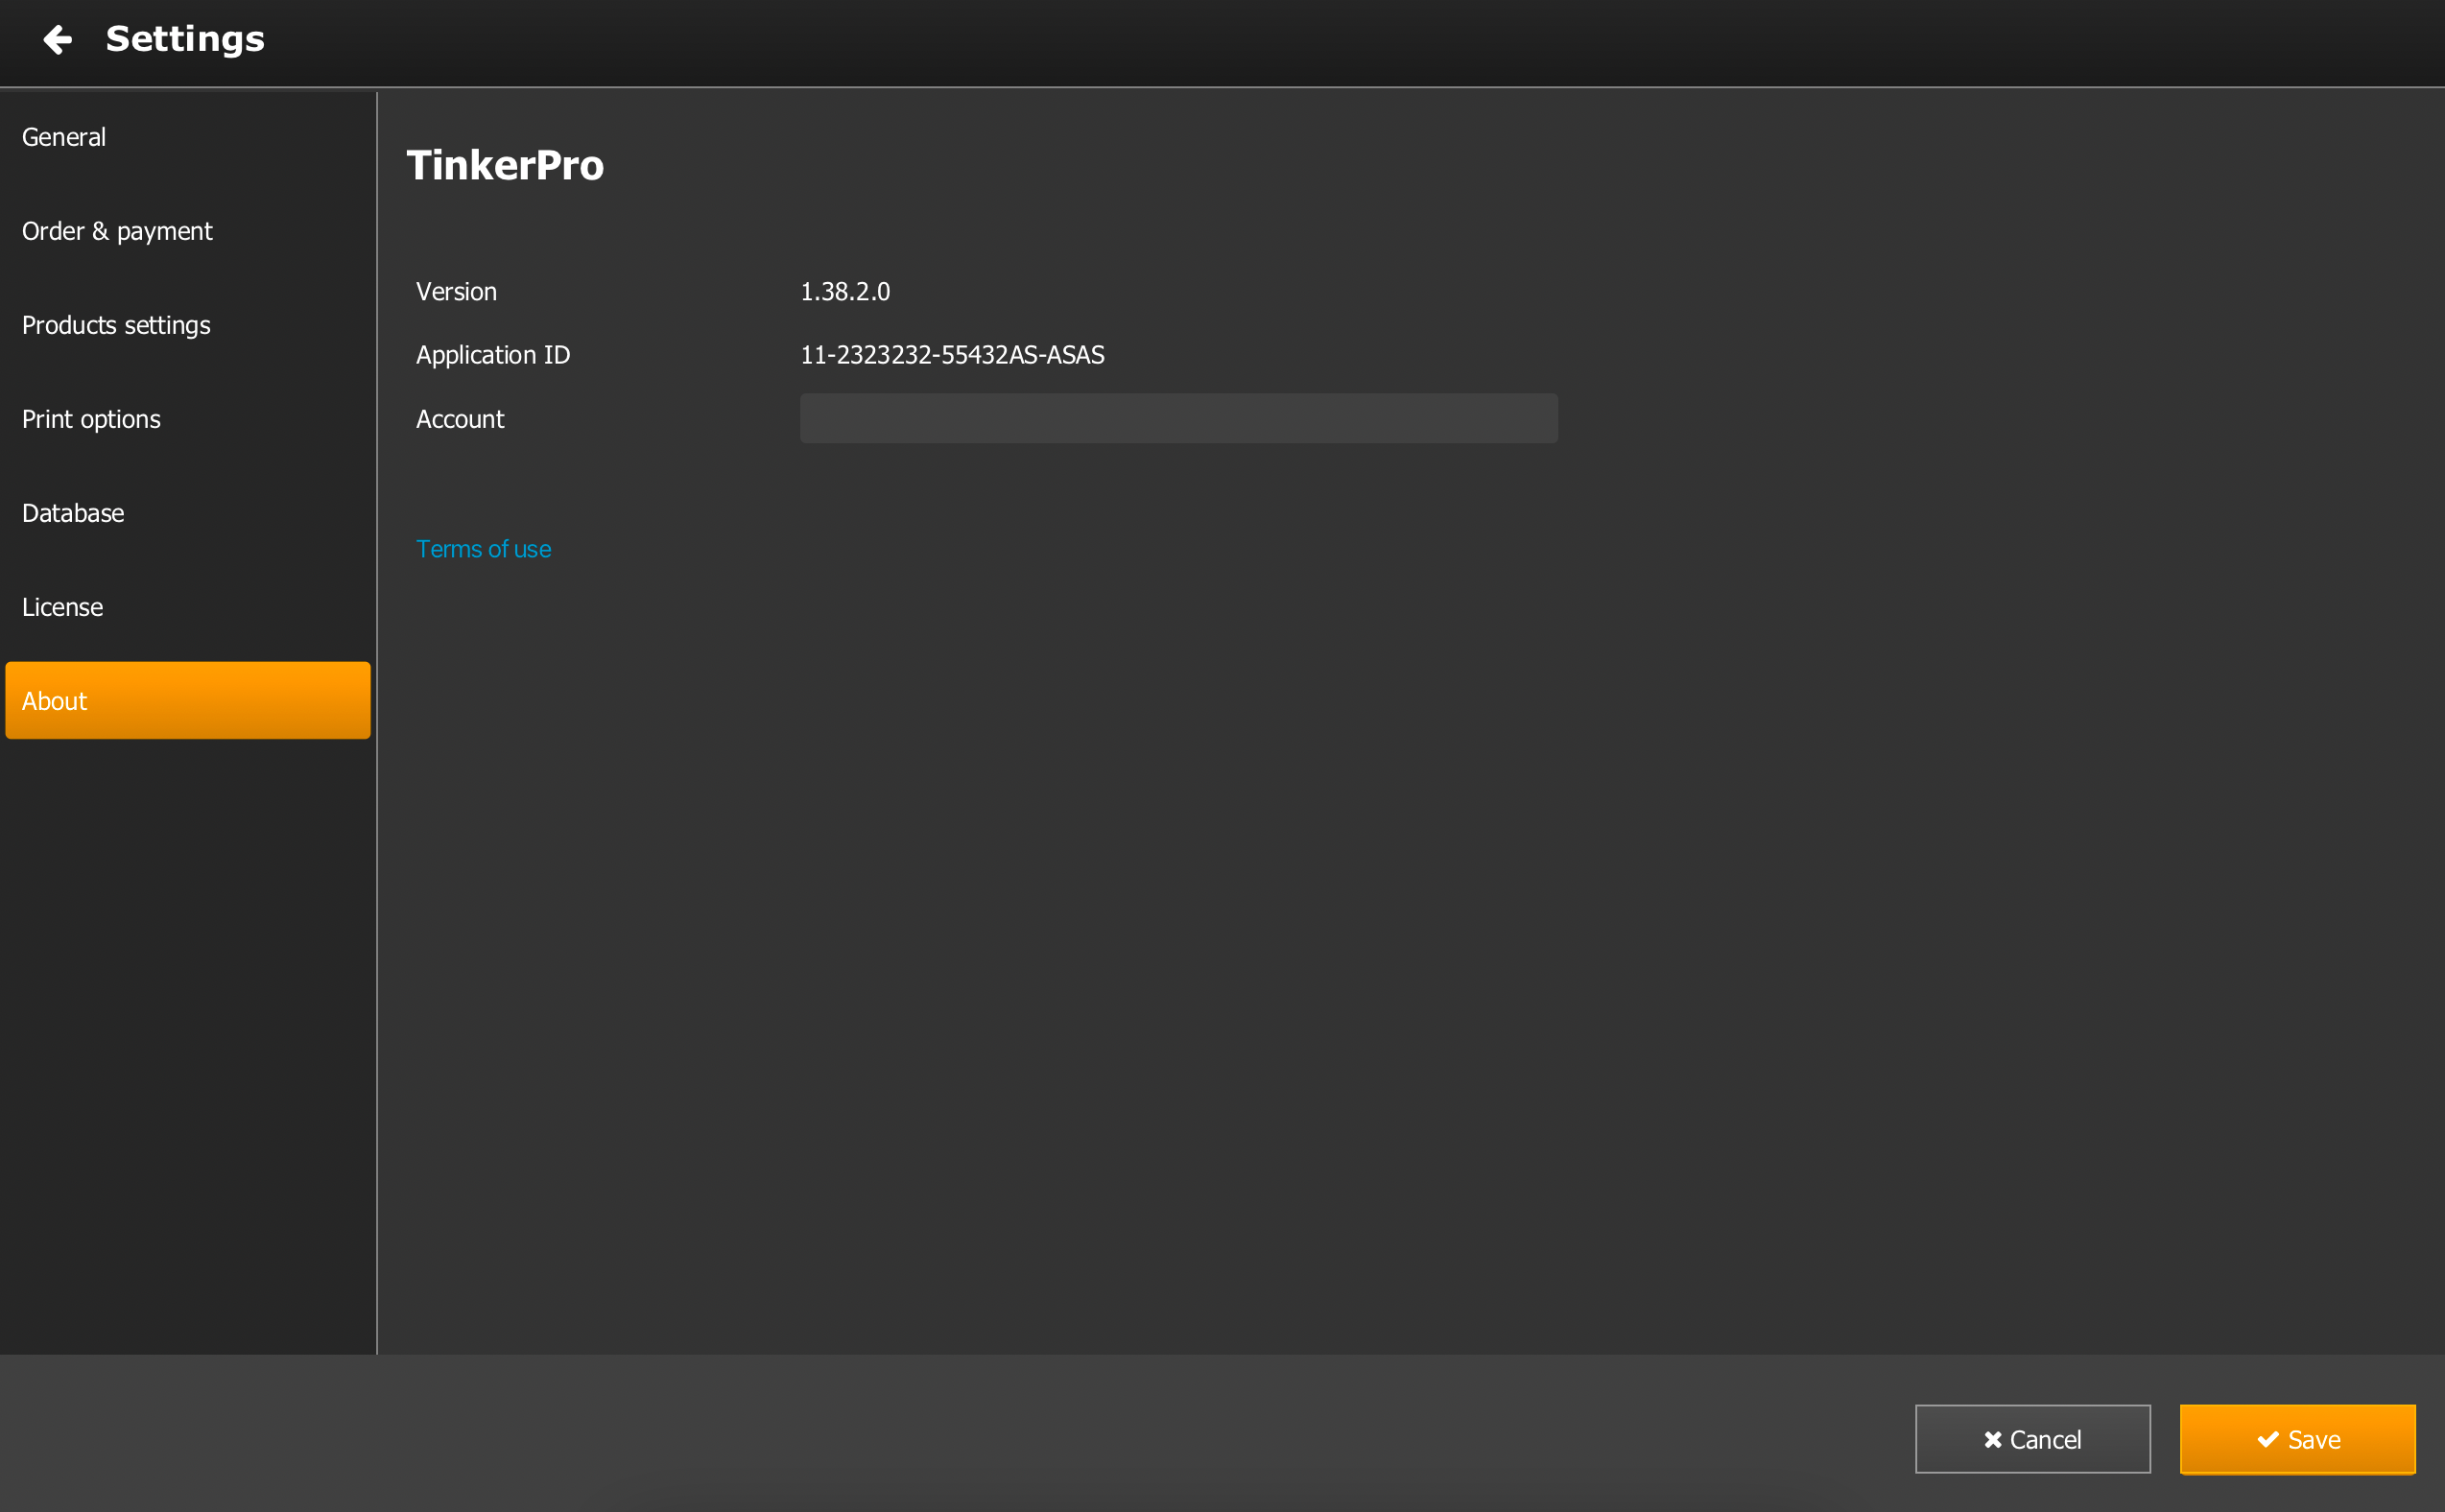 Settings
General
Order & payment
Products settings
Print options
Database
License
About
TinkerPro
Version 1.38.2.0
Application ID 11-2323232-55432AS-ASAS
Account
Terms of use
Cancel
Save